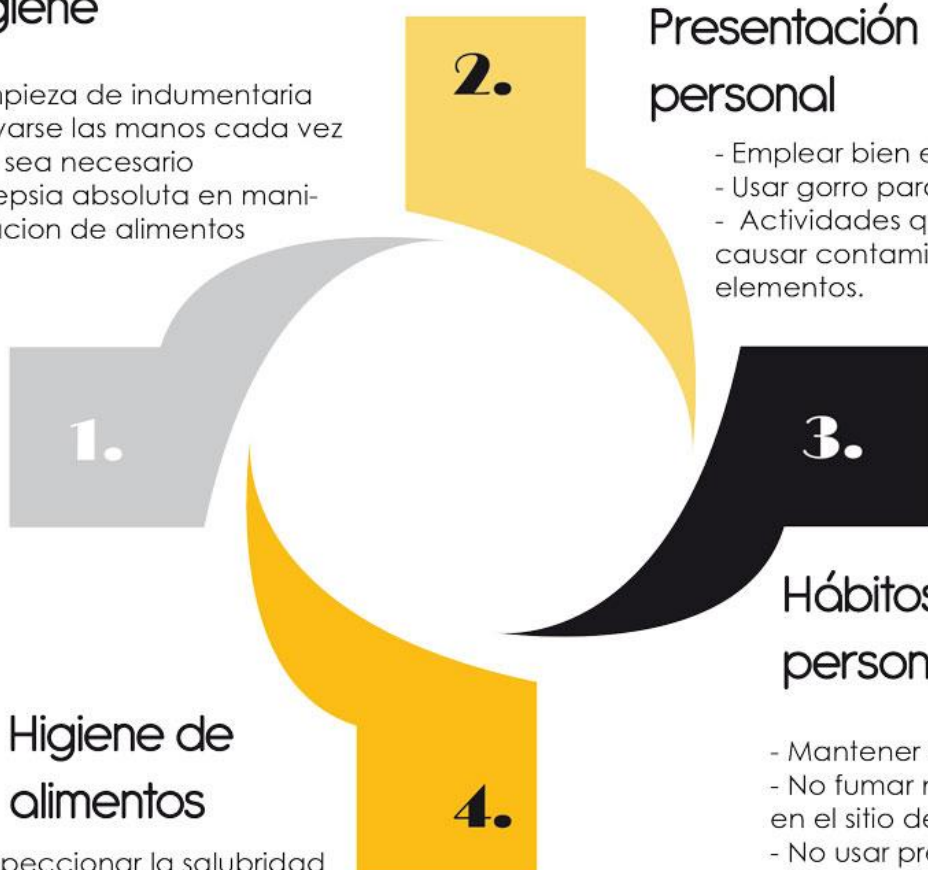 giene
pieza de indumentaria
varse las manos cada vez
sea necesario
epsia absoluta en mani-
acion de alimentos
1.
2.
Presentación
personal
- Emplear bien e
- Usar gorro para
- Actividades q
causar contami
elementos.
3.
Hábitos
person
- Mantener
- No fumar
en el sitio de
- No usar pre
4.
Higiene de
alimentos
peccionar la salubridad